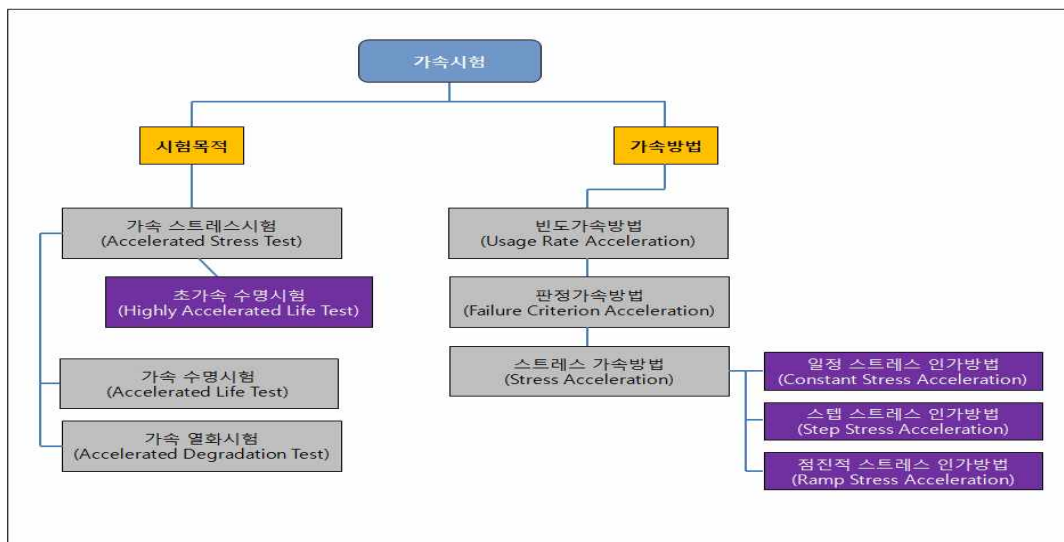 가속시험
시험목적
가속방법
가속 스트레스시험
(Accelerated Stress Test)
초가속 수명시험
(Highly Accelerated Life Test)
가속 수명시험
(Accelerated Life Test)
가속 열화시험
(Accelerated Degradation Test)
빈도가속방법
(Usage Rate Acceleration)
판정가속방법
(Failure Criterion Acceleration)
스트레스 가속방법
(Stress Acceleration)
일정 스트레스 인가방법
(Constant Stress Acceleration)
스텝 스트레스 인가방법
(Step Stress Acceleration)
점진적 스트레스 인가방법
(Ramp Stress Acceleration)